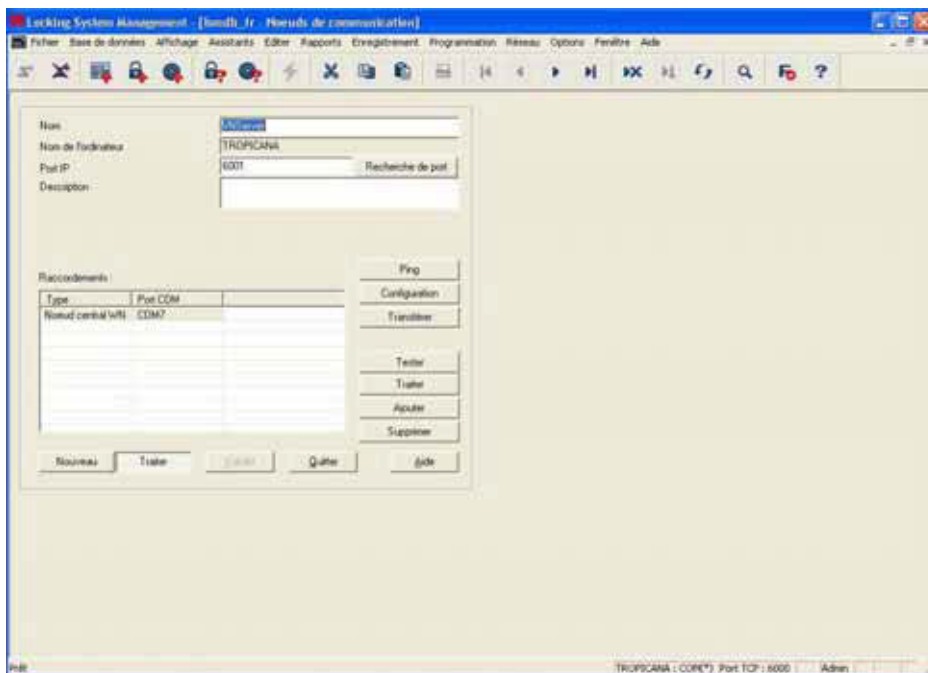 Locking System Management - [lsmdb_fr - Noeuds de communication]
Fichier Base de données Affichage Assistants Editer Rapports Enregistrement Programmation Réseau Options Fenêtre Aide
Nom
Nom de l'ordinateur TROPICANA
Port IP 6001 Recherche de port
Description
Ping
Raccordements :
Configuration
Type Port COM
Noeud central WN COM7 Transférer
Tester
Traiter
Ajouter
Supprimer
Nouveau Traiter Quitter Aide
Prêt TROPICANA : COM(*) Port TCP : 6000 Admin